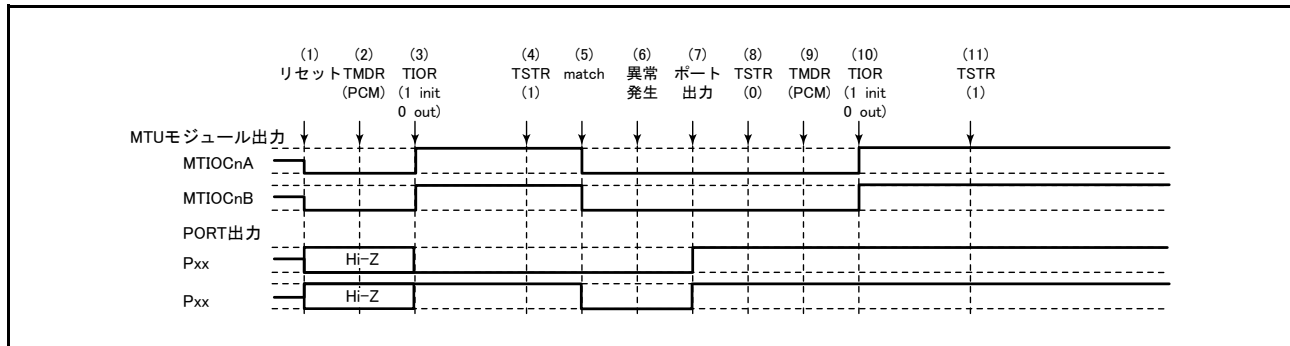 (1) (2) (3) (4) (5) (6) (7) (8) (9) (10) (11)
リセット TMDR TIOR TSTR match 異常 ポート TSTR TMDR TIOR TSTR
(PCM) (1 init (1) 発生 出力 (0) (PCM) (1 init (1)
0 out) 0 out)
MTUモジュール出力
MTIOCnA
MTIOCnB
PORT出力
Pxx Hi-Z
Pxx Hi-Z